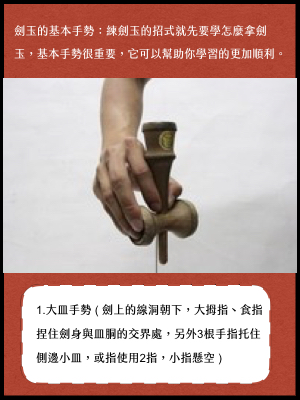 劍玉的基本手勢：練劍玉的招式就先要學怎麼拿劍
玉，基本手勢很重要，它可以幫助你學習的更加順利。
1.大皿手勢 ( 劍上的線洞朝下，大拇指、食指
捏住劍身與皿胴的交界處，另外3根手指托住
側邊小皿，或指使用2指，小指懸空 )